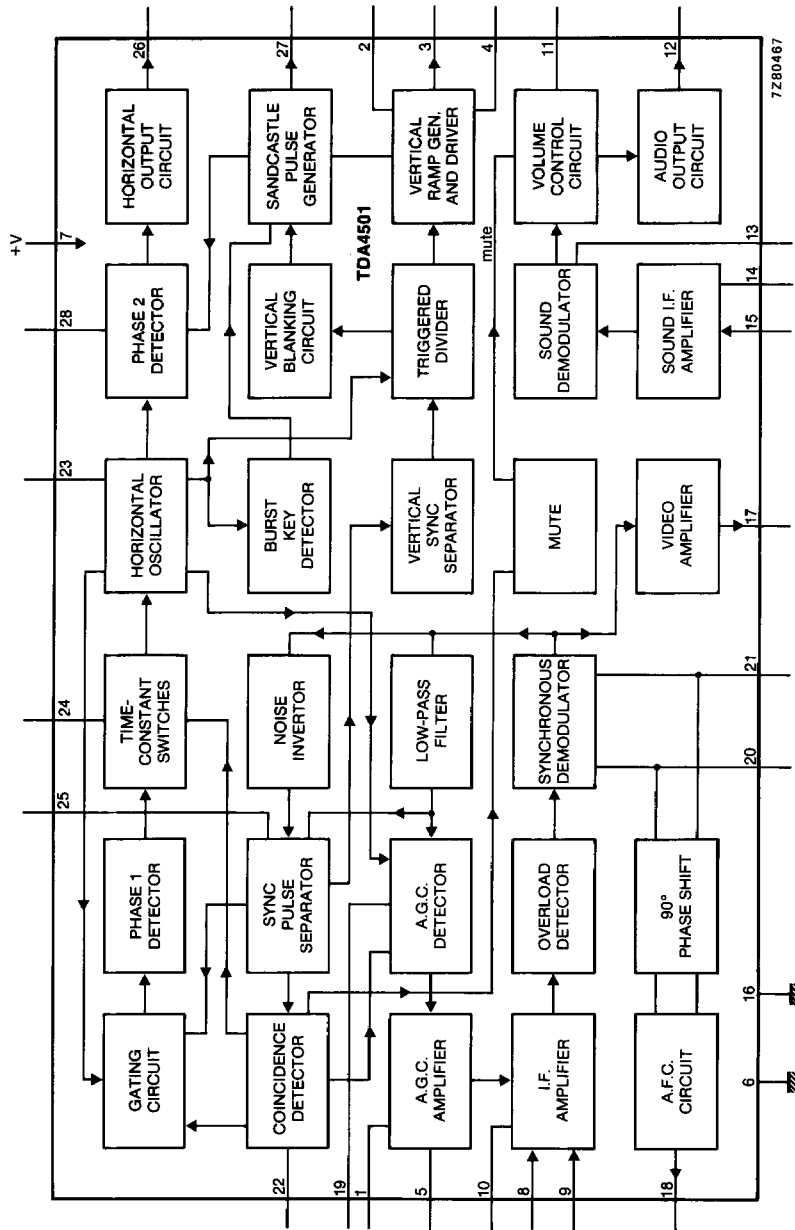 26
27
2
3
4
11
12
7Z80467
HORIZONTAL
OUTPUT
CIRCUIT
SANDCASTLE
PULSE
GENERATOR
VERTICAL
RAMP GEN.
AND DRIVER
VOLUME
CONTROL
CIRCUIT
AUDIO
OUTPUT
CIRCUIT
+V
7
TDA4501
mute
13
14
15
28
PHASE 2
DETECTOR
VERTICAL
BLANKING
CIRCUIT
TRIGGERED
DIVIDER
SOUND
DEMODULATOR
SOUND I.F.
AMPLIFIER
23
HORIZONTAL
OSCILLATOR
BURST
KEY
DETECTOR
VERTICAL
SYNC
SEPARATOR
MUTE
VIDEO
AMPLIFIER
17
24
TIME-
CONSTANT
SWITCHES
NOISE
INVERTOR
LOW-PASS
FILTER
SYNCHRONOUS
DEMODULATOR
21
20
25
PHASE 1
DETECTOR
SYNC
PULSE
SEPARATOR
A.G.C.
DETECTOR
OVERLOAD
DETECTOR
90°
PHASE SHIFT
16
GATING
CIRCUIT
COINCIDENCE
DETECTOR
A.G.C.
AMPLIFIER
I.F.
AMPLIFIER
A.F.C.
CIRCUIT
6
22
19
1
5
10
8
9
18